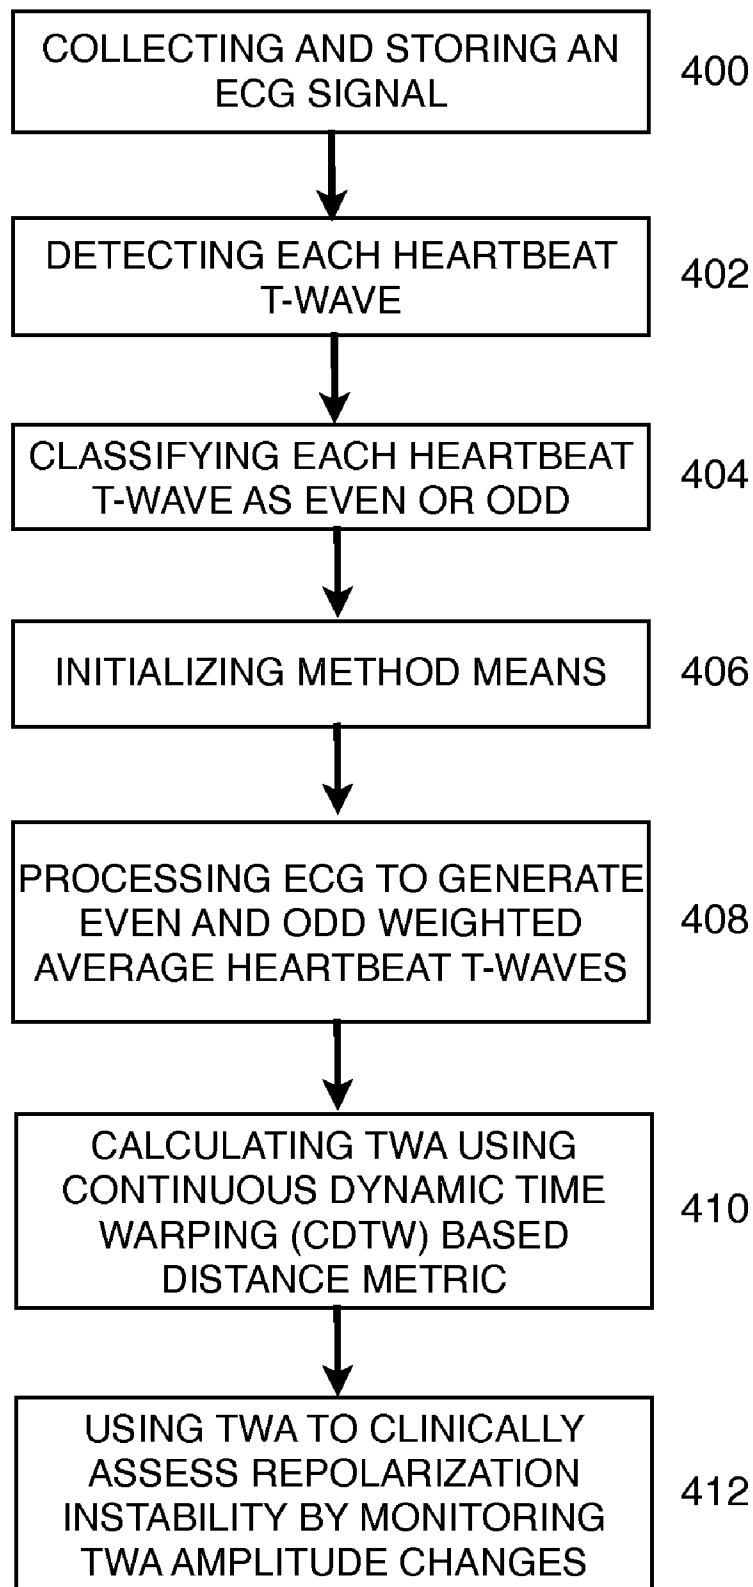 COLLECTING AND STORING AN
ECG SIGNAL
400
DETECTING EACH HEARTBEAT
T-WAVE
402
CLASSIFYING EACH HEARTBEAT
T-WAVE AS EVEN OR ODD
404
INITIALIZING METHOD MEANS
406
PROCESSING ECG TO GENERATE
EVEN AND ODD WEIGHTED
AVERAGE HEARTBEAT T-WAVES
408
CALCULATING TWA USING
CONTINUOUS DYNAMIC TIME
WARPING (CDTW) BASED
DISTANCE METRIC
410
USING TWA TO CLINICALLY
ASSESS REPOLARIZATION
INSTABILITY BY MONITORING
TWA AMPLITUDE CHANGES
412